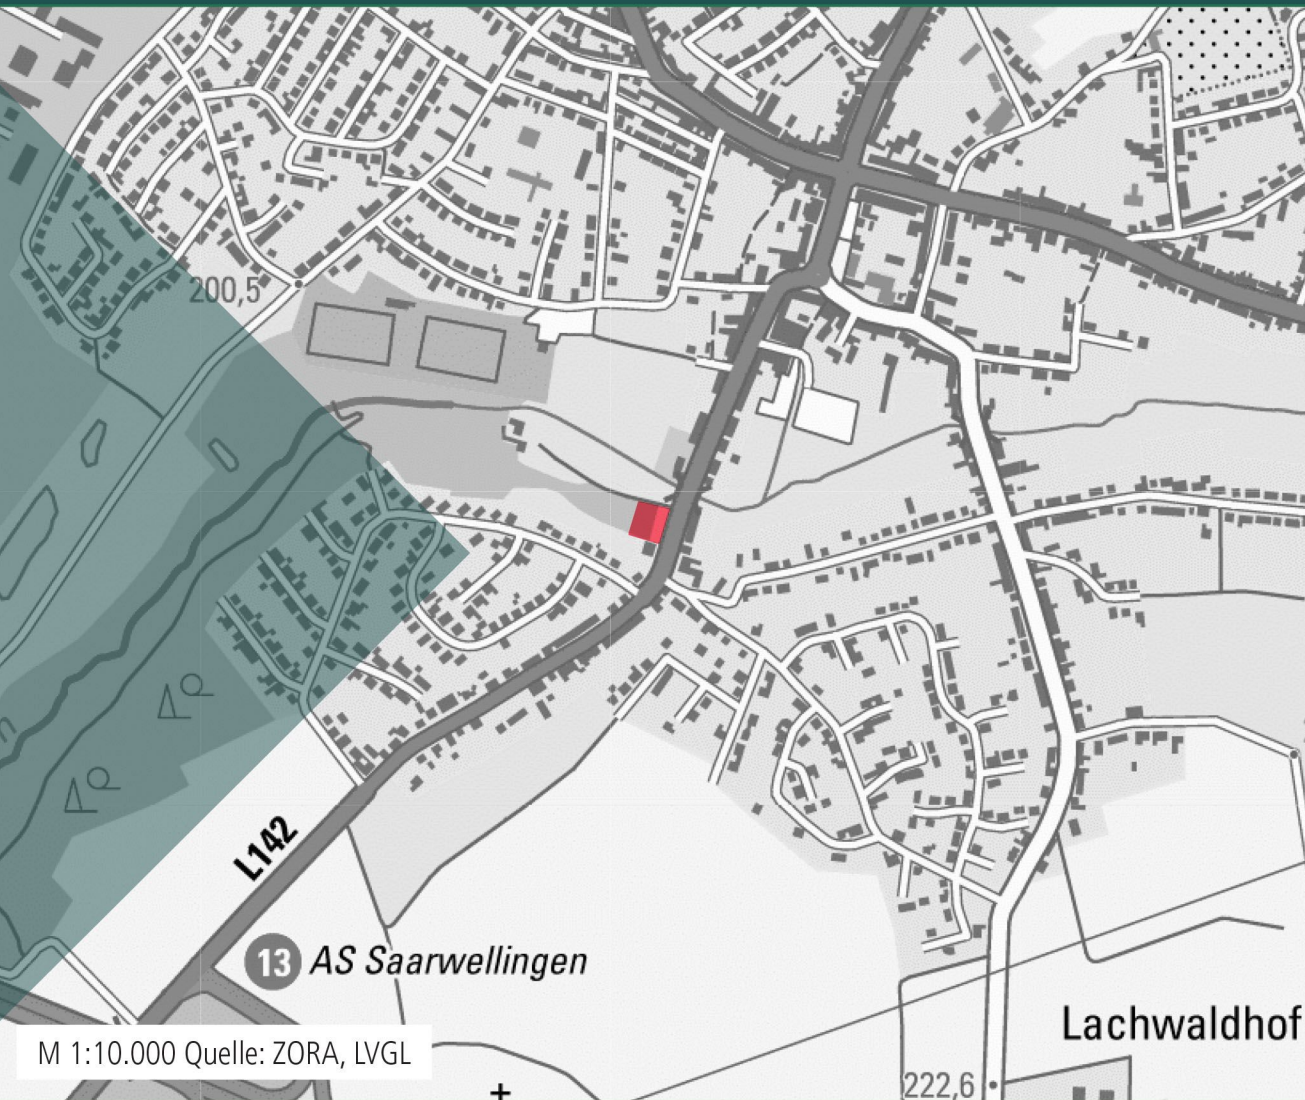 200,5
L142
13 AS Saarwellingen
Lachwaldhof
M 1:10.000 Quelle: ZORA, LVGL
222,6